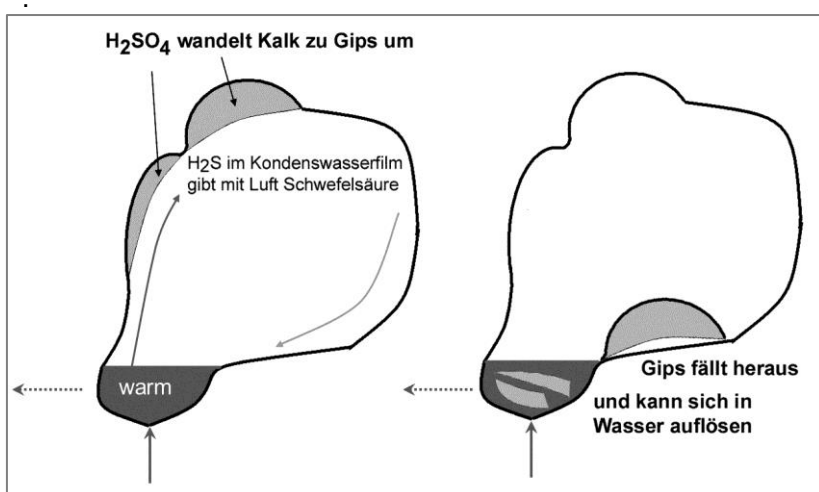 H2SO4 wandelt Kalk zu Gips um
H2S im Kondenswasserfilm
gibt mit Luft Schwefelsäure
warm
Gips fällt heraus
und kann sich in
Wasser auflösen